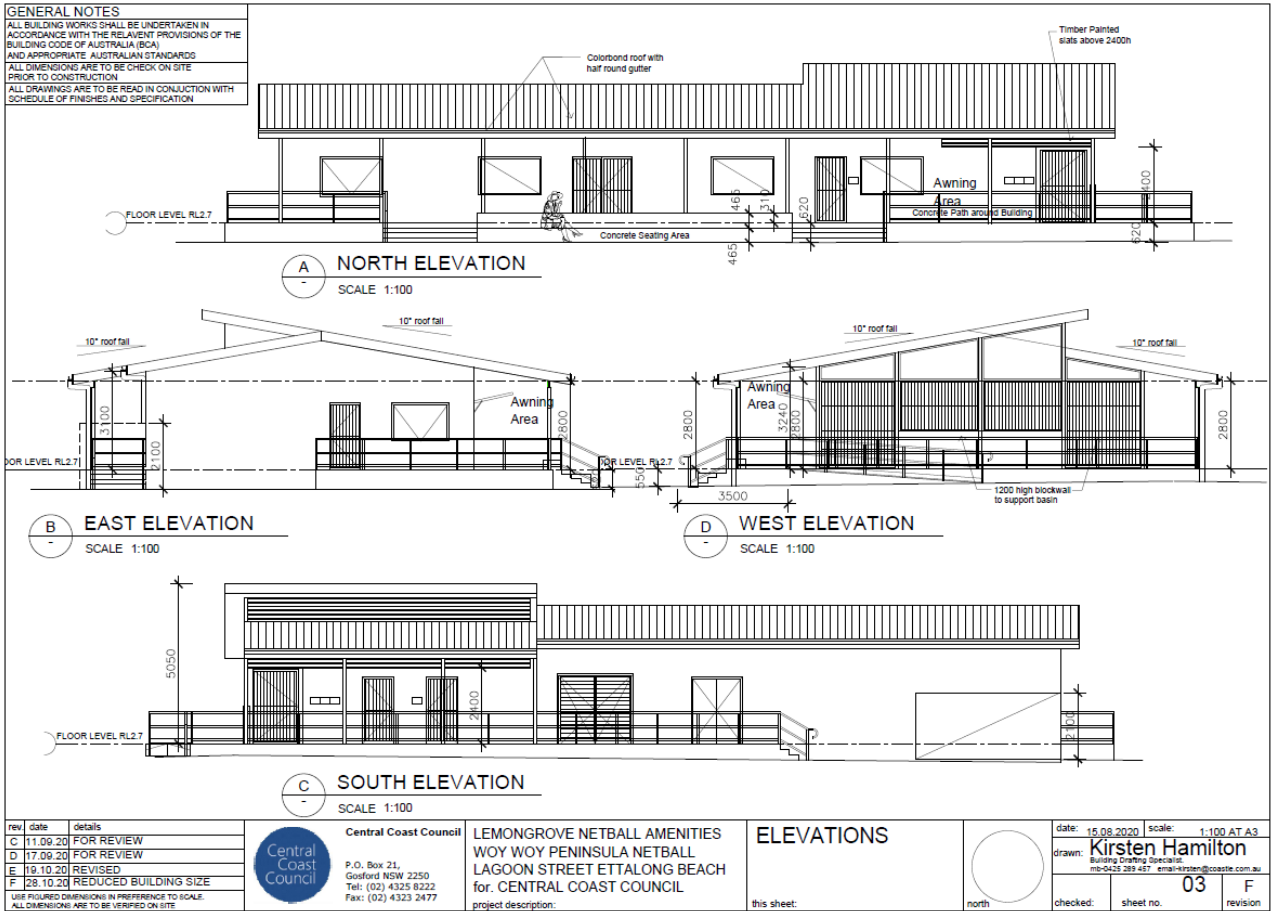 GENERAL NOTES
ALL BUILDING WORKS SHALL BE UNDERTAKEN IN
ACCORDANCE WITH THE RELAVENT PROVISIONS OF THE
BUILDING CODE OF AUSTRALIA (BCA)
AND APPROPRIATE AUSTRALIAN STANDARDS
ALL DIMENSIONS ARE TO BE CHECK ON SITE
PRIOR TO CONSTRUCTION
ALL DRAWINGS ARE TO BE READ IN CONJUCTION WITH
SCHEDULE OF FINISHES AND SPECIFICATION
Colorbond roof with
half round gutter
Timber Painted
slats above 2400h
FLOOR LEVEL RL2.7
Awning
Area
Concrete Path around Building
Concrete Seating Area
465
310
620
465
2400
620
A
-
NORTH ELEVATION
SCALE 1:100
10° roof fall
10° roof fall
Awning
Area
3100
2100
2800
550
OOR LEVEL RL2.7
B
-
EAST ELEVATION
SCALE 1:100
10° roof fall
10° roof fall
Awning
Area
2800
3240
2800
2800
OOR LEVEL RL2.7
3500
1200 high blockwall
to support basin
D
-
WEST ELEVATION
SCALE 1:100
5050
2400
2100
FLOOR LEVEL RL2.7
C
-
SOUTH ELEVATION
SCALE 1:100
rev. date details
C 11.09.20 FOR REVIEW
D 17.09.20 FOR REVIEW
E 19.10.20 REVISED
F 28.10.20 REDUCED BUILDING SIZE
USE FIGURED DIMENSIONS IN PREFERENCE TO SCALE.
ALL DIMENSIONS ARE TO BE VERIFIED ON SITE
Central
Coast
Council
Central Coast Council
P.O. Box 21,
Gosford NSW 2250
Tel: (02) 4325 8222
Fax: (02) 4323 2477
LEMONGROVE NETBALL AMENITIES
WOY WOY PENINSULA NETBALL
LAGOON STREET ETTALONG BEACH
for. CENTRAL COAST COUNCIL
project description:
ELEVATIONS
this sheet:
north
date: 15.08.2020 scale: 1:100 AT A3
drawn: Kirsten Hamilton
Building Drafting Specialist.
mb-0425 289 457 email-kirsten@coastle.com.au
03 F
checked: sheet no. revision